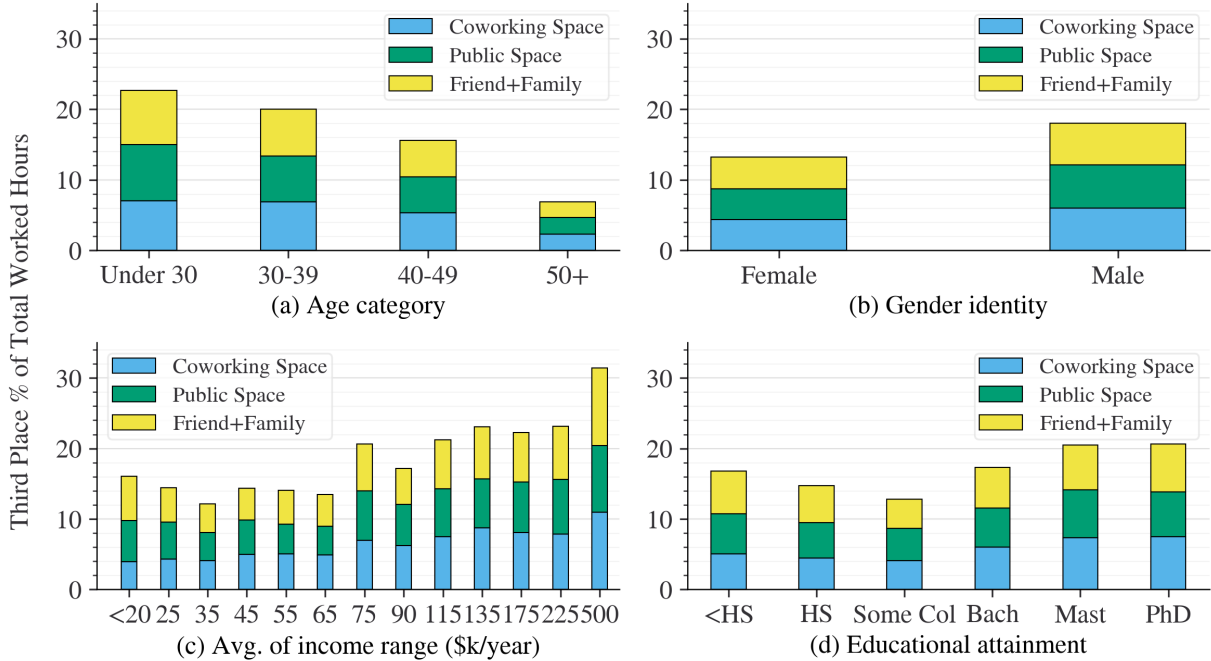 Third Place % of Total Worked Hours
30
20
10
0
Coworking Space
Public Space
Friend+Family
Under 30 30-39 40-49 50+
(a) Age category
30
20
10
0
Coworking Space
Public Space
Friend+Family
Female Male
(b) Gender identity
30
20
10
0
Coworking Space
Public Space
Friend+Family
<20 25 35 45 55 65 75 90 115 135 175 225 500
(c) Avg. of income range ($k/year)
30
20
10
0
Coworking Space
Public Space
Friend+Family
<HS HS Some Col Bach Mast PhD
(d) Educational attainment